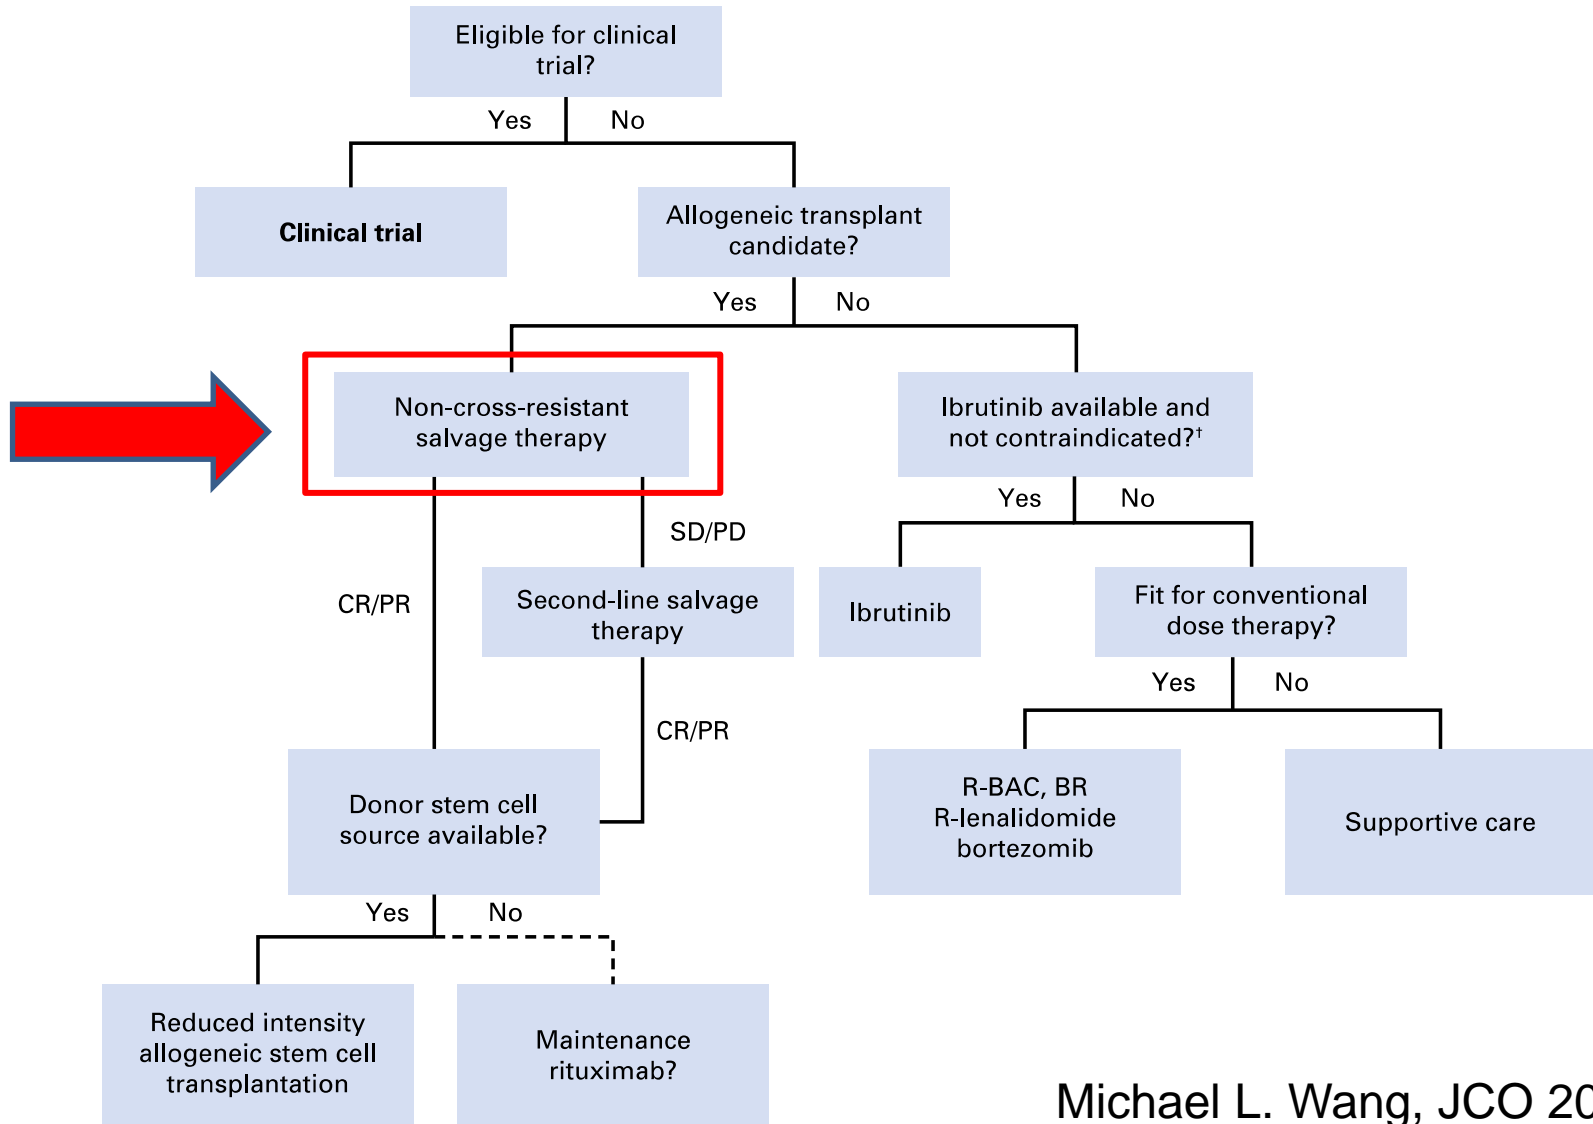 Eligible for clinical
trial?
Yes
No
Clinical trial
Allogeneic transplant
candidate?
Yes
No
Non-cross-resistant
salvage therapy
Ibrutinib available and
not contraindicated?†
SD/PD
Yes
No
CR/PR
Second-line salvage
therapy
Ibrutinib
Fit for conventional
dose therapy?
CR/PR
Yes
No
Donor stem cell
source available?
R-BAC, BR
R-lenalidomide
bortezomib
Supportive care
Yes
No
Reduced intensity
allogeneic stem cell
transplantation
Maintenance
rituximab?
Michael L. Wang, JCO